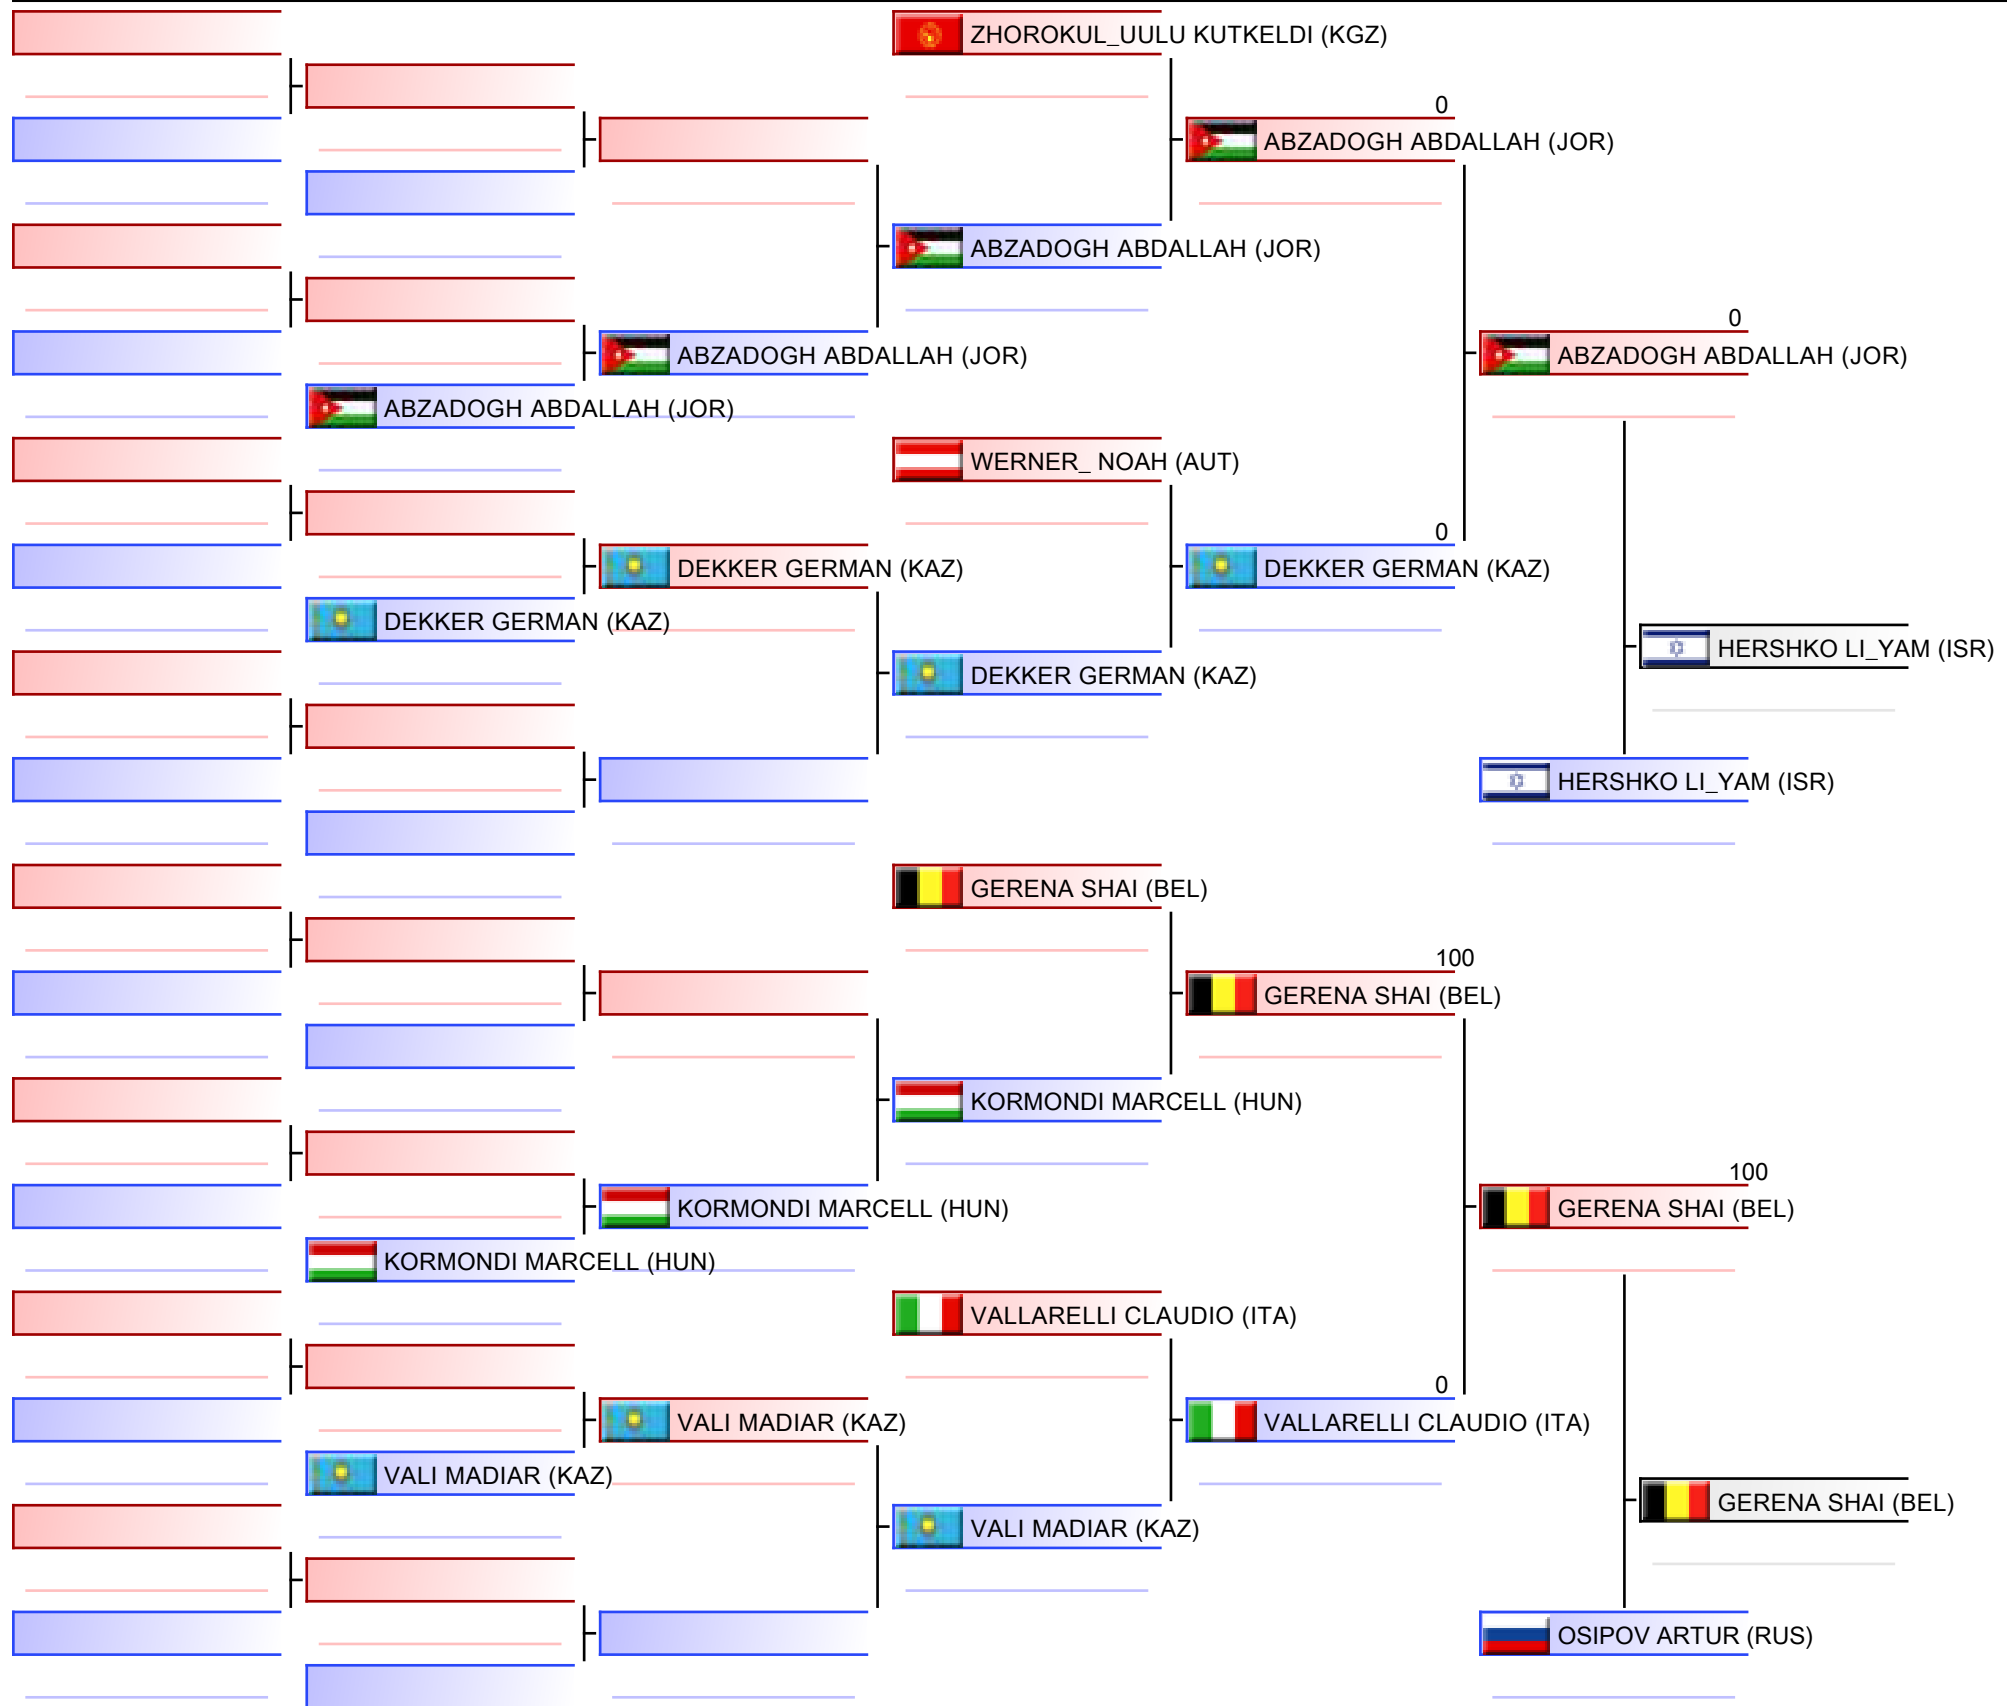 ZHOROKUL_UULU KUTKELDI (KGZ)
0
ABZADOGH ABDALLAH (JOR)
ABZADOGH ABDALLAH (JOR)
0
ABZADOGH ABDALLAH (JOR)
ABZADOGH ABDALLAH (JOR)
ABZADOGH ABDALLAH (JOR)
WERNER_ NOAH (AUT)
0
DEKKER GERMAN (KAZ)
DEKKER GERMAN (KAZ)
DEKKER GERMAN (KAZ)
HERSHKO LI_YAM (ISR)
DEKKER GERMAN (KAZ)
HERSHKO LI_YAM (ISR)
GERENA SHAI (BEL)
100
GERENA SHAI (BEL)
KORMONDI MARCELL (HUN)
100
KORMONDI MARCELL (HUN)
GERENA SHAI (BEL)
KORMONDI MARCELL (HUN)
VALLARELLI CLAUDIO (ITA)
0
VALI MADIAR (KAZ)
VALLARELLI CLAUDIO (ITA)
VALI MADIAR (KAZ)
GERENA SHAI (BEL)
VALI MADIAR (KAZ)
OSIPOV ARTUR (RUS)